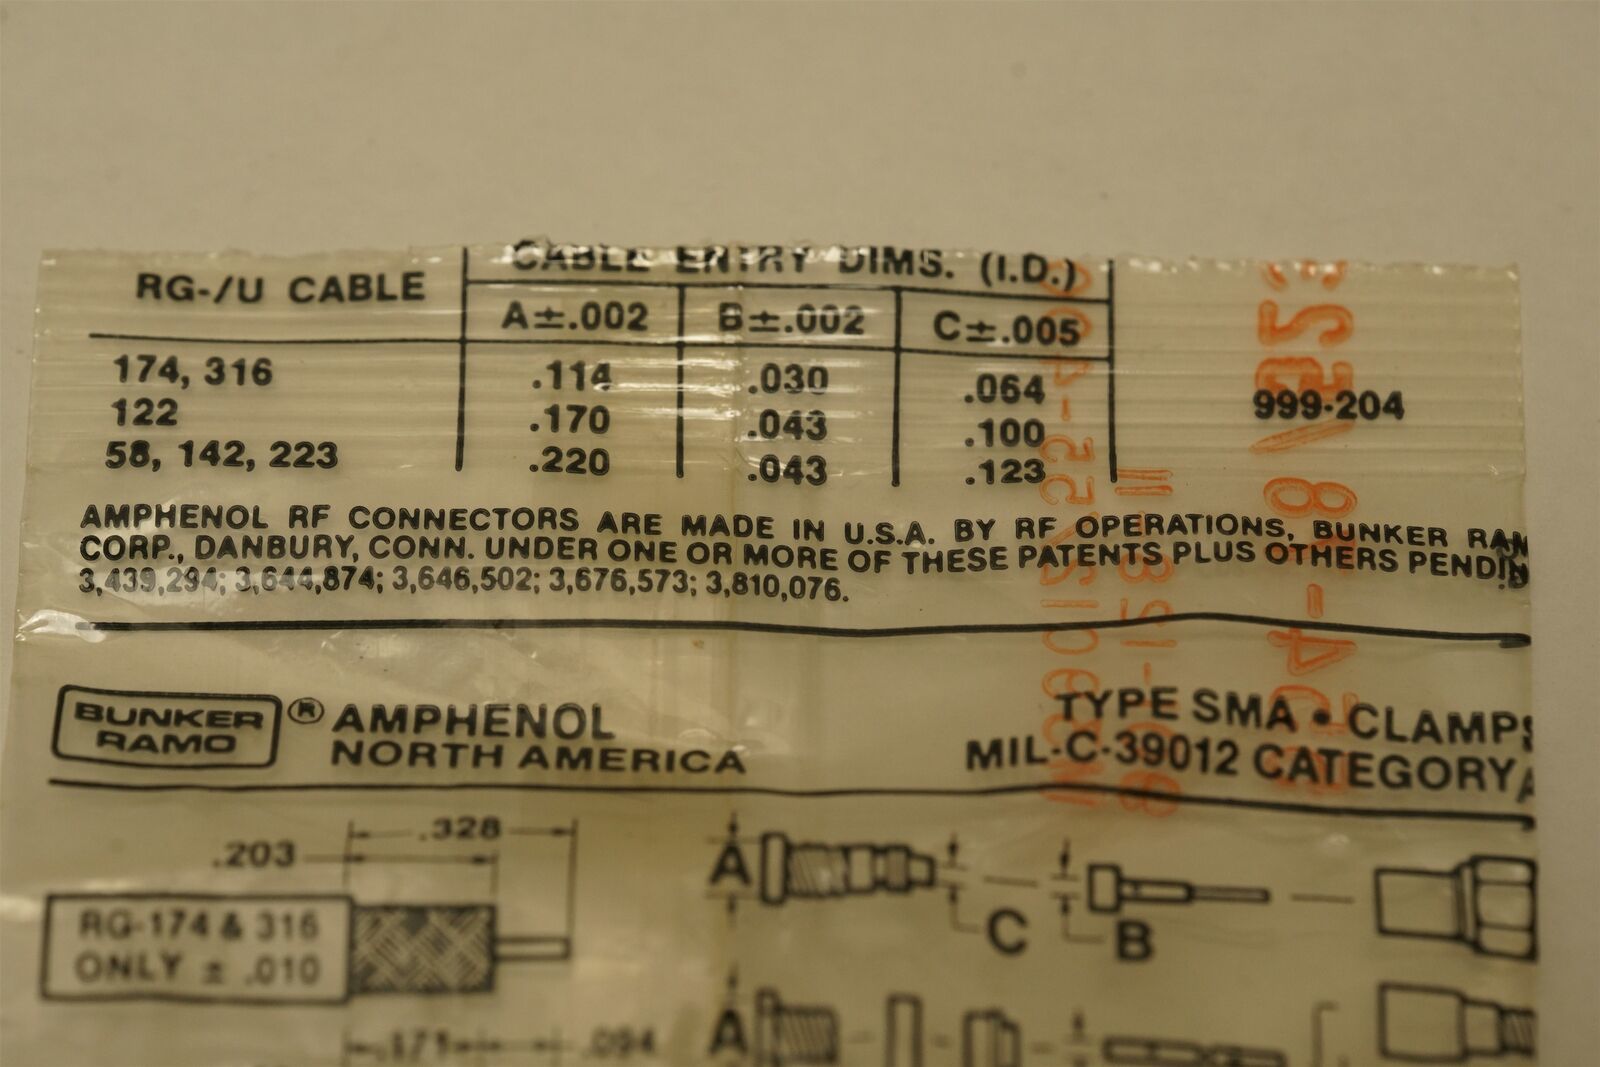 CABLE ENTRY DIMS. (I.D.)
RG-/U CABLE
A±.002 B±.002 C±.005
174, 316 .114 .030 .064
122 .170 .043 .100
58, 142, 223 .220 .043 .123
999-204
AMPHENOL RF CONNECTORS ARE MADE IN U.S.A. BY RF OPERATIONS, BUNKER RAM
CORP., DANBURY, CONN. UNDER ONE OR MORE OF THESE PATENTS PLUS OTHERS PENDIN
3,439,294; 3,644,874; 3,646,502; 3,676,573; 3,810,076.
BUNKER
RAMO
® AMPHENOL
NORTH AMERICA
TYPE SMA • CLAMPS
MIL-C-39012 CATEGORY A
.328
.203
RG-174 & 316
ONLY ± .010
A
C
B
.171
.094
A